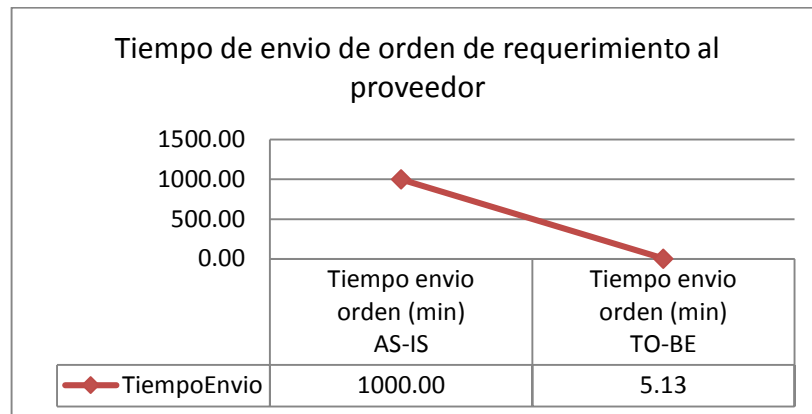 Tiempo de envio de orden de requerimiento al
proveedor
1500.00
1000.00
500.00
0.00
Tiempo envio
orden (min)
AS-IS
Tiempo envio
orden (min)
TO-BE
TiempoEnvio 1000.00 5.13